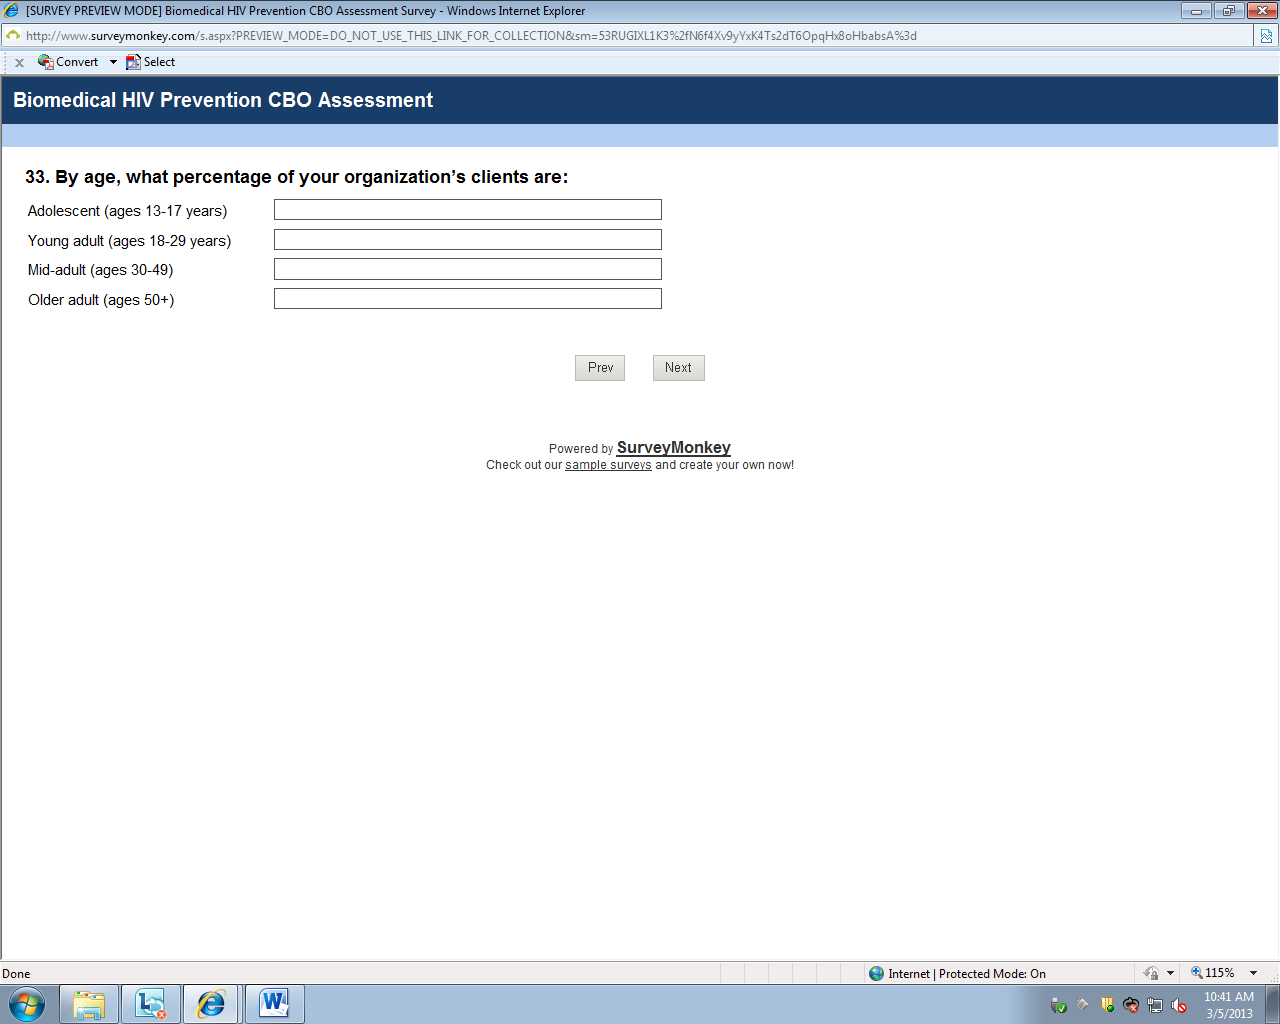 [SURVEY PREVIEW MODE] Biomedical HIV Prevention CBO Assessment Survey - Windows Internet Explorer
http://www.surveymonkey.com/s.aspx?PREVIEW_MODE=DO_NOT_USE_THIS_LINK_FOR_COLLECTION&sm=53RUGIXL1K3%2fN6f4Xv9yYxK4Ts2dT6OpqHx8oHbabsA%3d
x Convert Select
Biomedical HIV Prevention CBO Assessment
33. By age, what percentage of your organization’s clients are:
Adolescent (ages 13-17 years)
Young adult (ages 18-29 years)
Mid-adult (ages 30-49)
Older adult (ages 50+)
Prev Next
Powered by SurveyMonkey
Check out our sample surveys and create your own now!
Done Internet | Protected Mode: On 115%
10:41 AM
3/5/2013